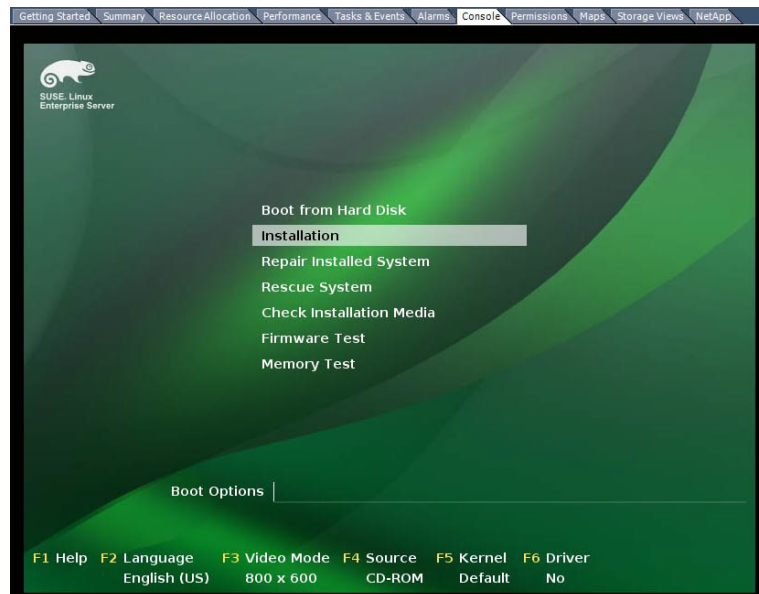 Getting Started Summary Resource Allocation Performance Tasks & Events Alarms Console Permissions Maps Storage Views NetApp
SUSE. Linux
Enterprise Server
Boot from Hard Disk
Installation
Repair Installed System
Rescue System
Check Installation Media
Firmware Test
Memory Test
Boot Options
F1 Help F2 Language F3 Video Mode F4 Source F5 Kernel F6 Driver
English (US) 800 x 600 CD-ROM Default No